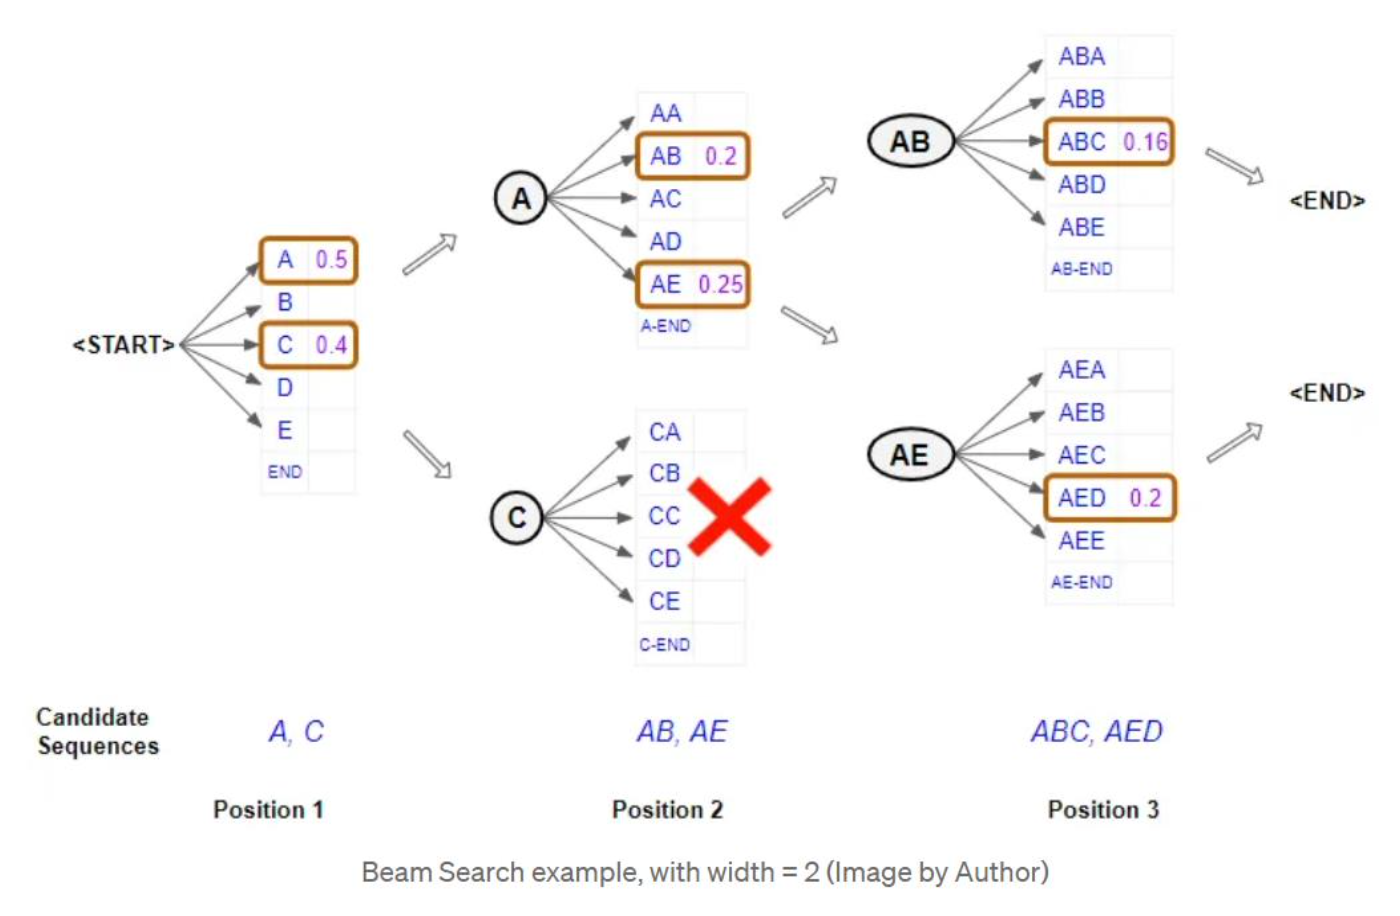 <START>
A 0.5
B
C 0.4
D
E
END
A
AA
AB 0.2
AC
AD
AE 0.25
A-END
C
CA
CB
CC
CD
CE
C-END
AB
ABA
ABB
ABC 0.16
ABD
ABE
AB-END
<END>
AE
AEA
AEB
AEC
AED 0.2
AEE
AE-END
<END>
Candidate
Sequences
A, C
AB, AE
ABC, AED
Position 1
Position 2
Position 3
Beam Search example, with width = 2 (Image by Author)